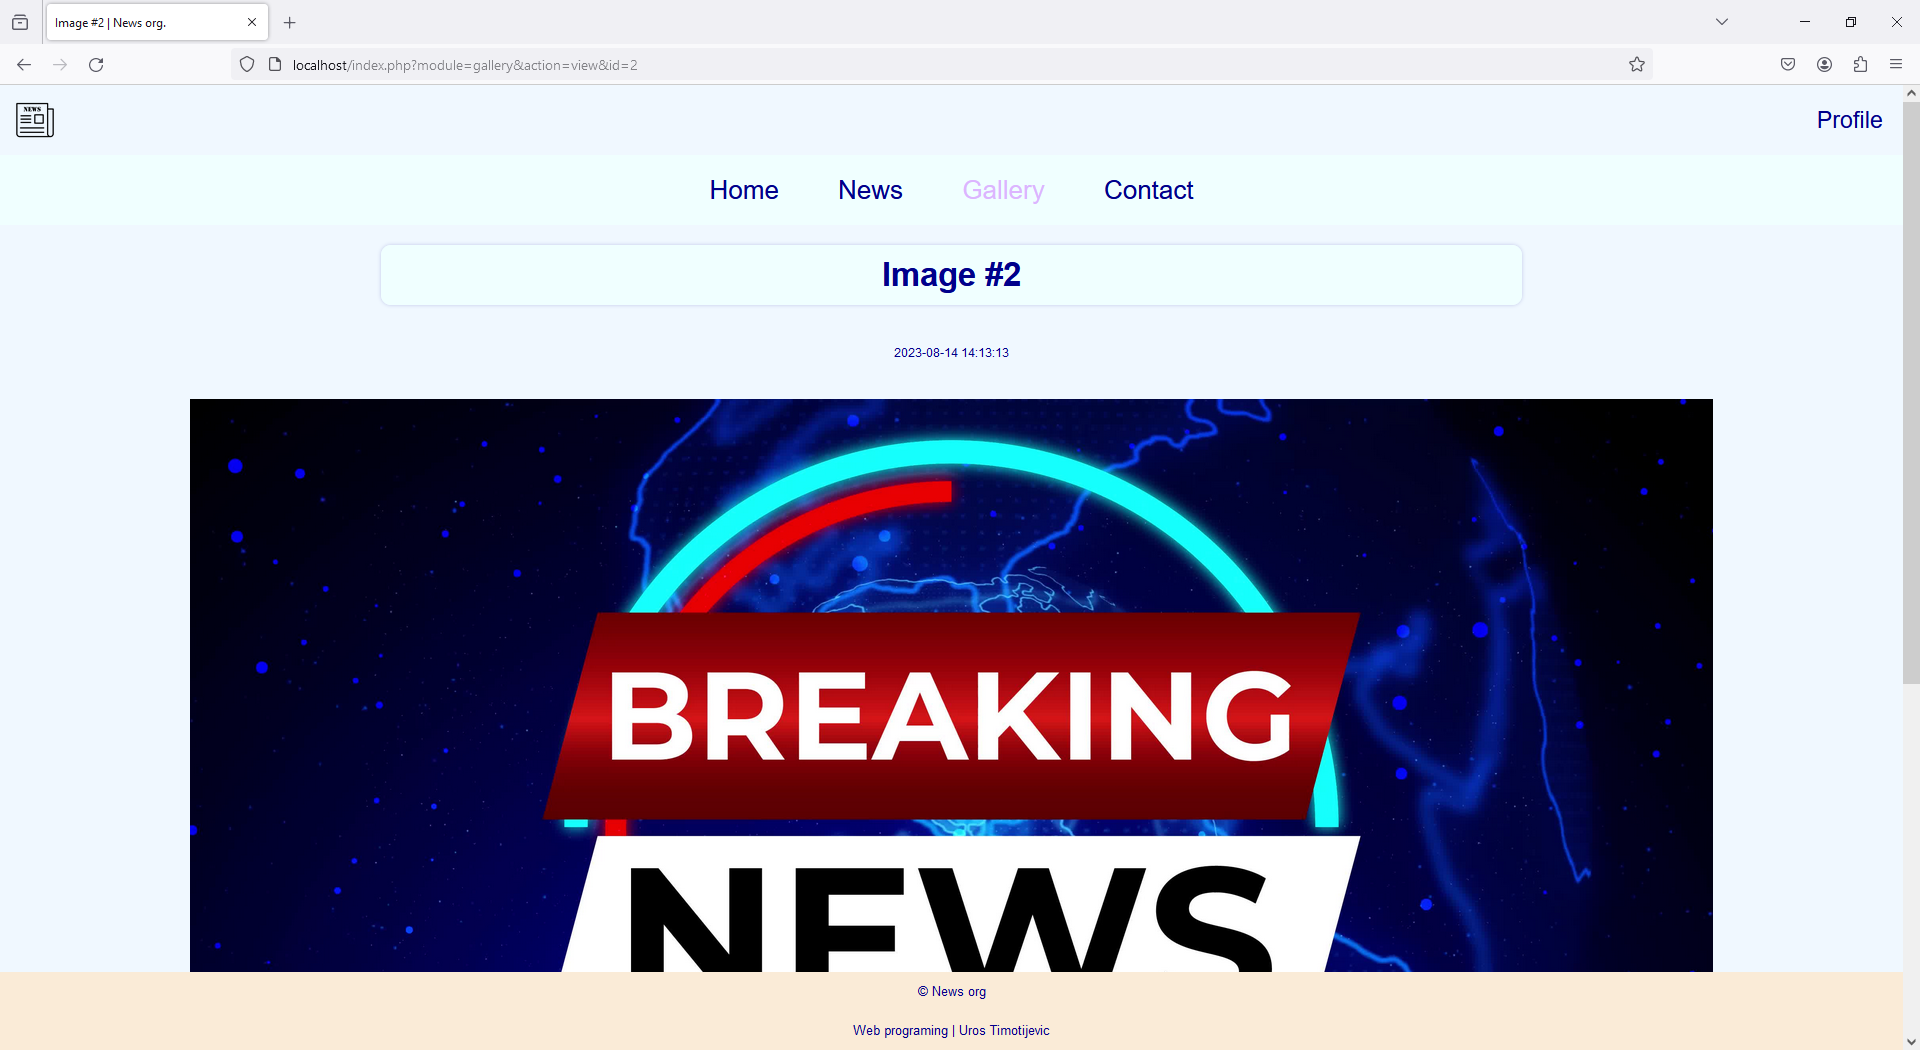 Image #2 | News org.
localhost/index.php?module=gallery&action=view&id=2
NEWS
Profile
Home News Gallery Contact
Image #2
2023-08-14 14:13:13
BREAKING
NEWS
© News org
Web programing | Uros Timotijevic